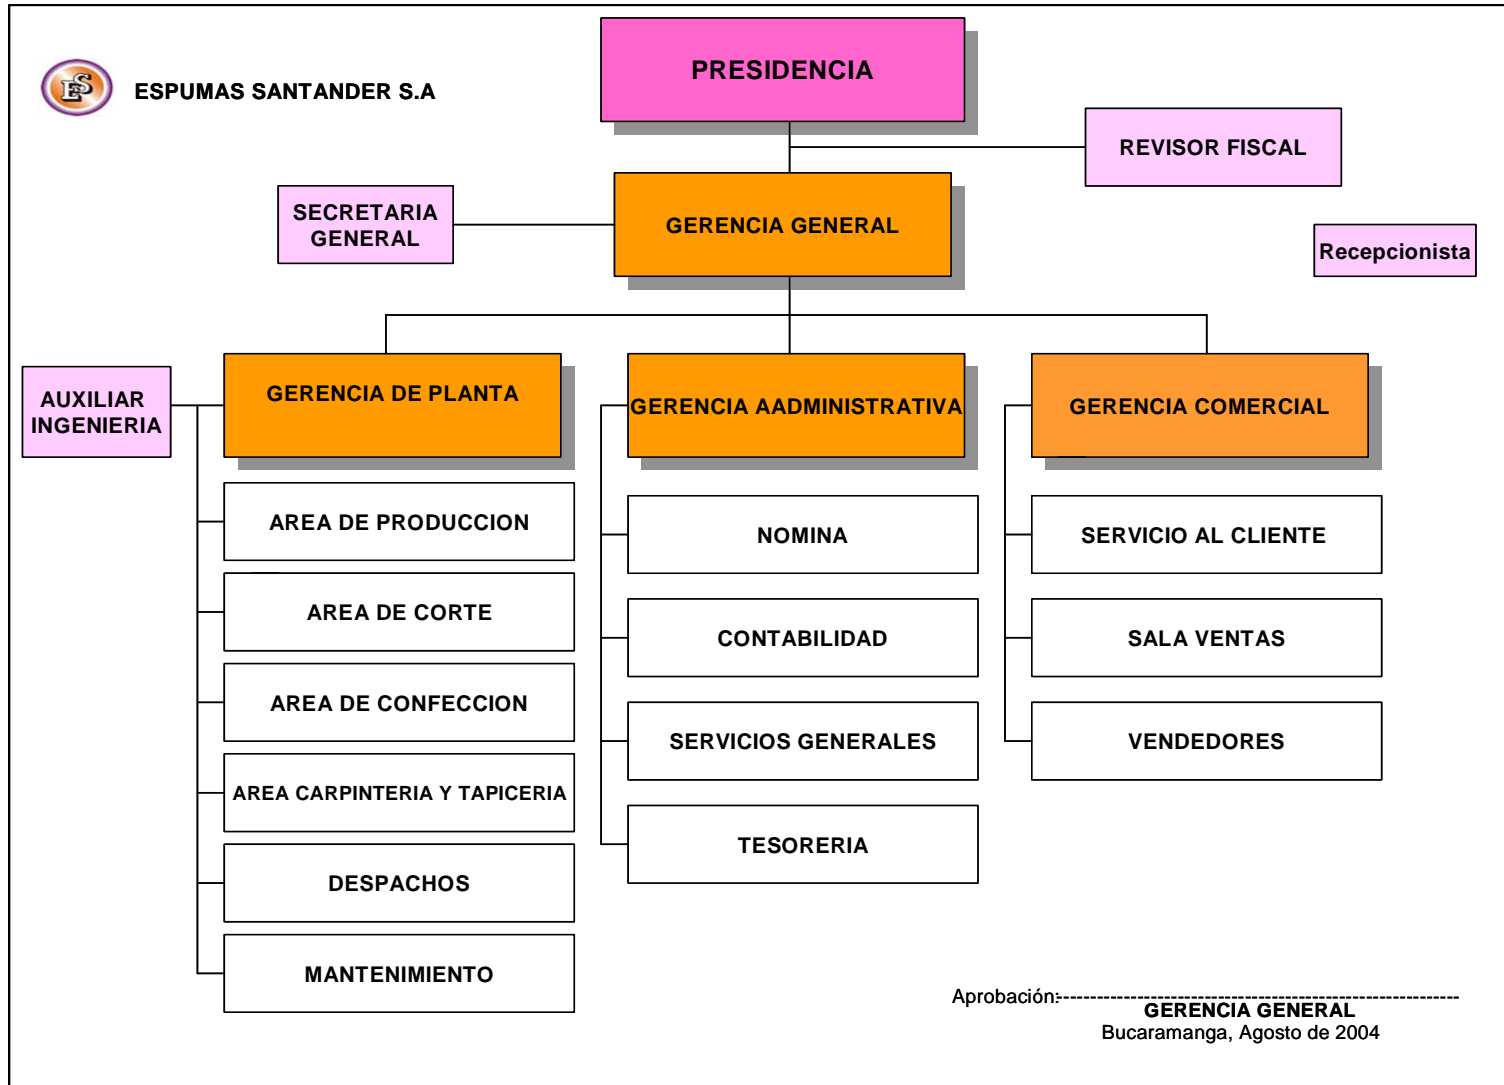 PRESIDENCIA
ES
ESPUMAS SANTANDER S.A
REVISOR FISCAL
SECRETARIA
GENERAL
GERENCIA GENERAL
Recepcionista
AUXILIAR
INGENIERIA
GERENCIA DE PLANTA
GERENCIA AADMINISTRATIVA
GERENCIA COMERCIAL
AREA DE PRODUCCION
AREA DE CORTE
AREA DE CONFECCION
AREA CARPINTERIA Y TAPICERIA
DESPACHOS
MANTENIMIENTO
NOMINA
CONTABILIDAD
SERVICIOS GENERALES
TESORERIA
SERVICIO AL CLIENTE
SALA VENTAS
VENDEDORES
Aprobación:------------------------------------------------------------
GERENCIA GENERAL
Bucaramanga, Agosto de 2004